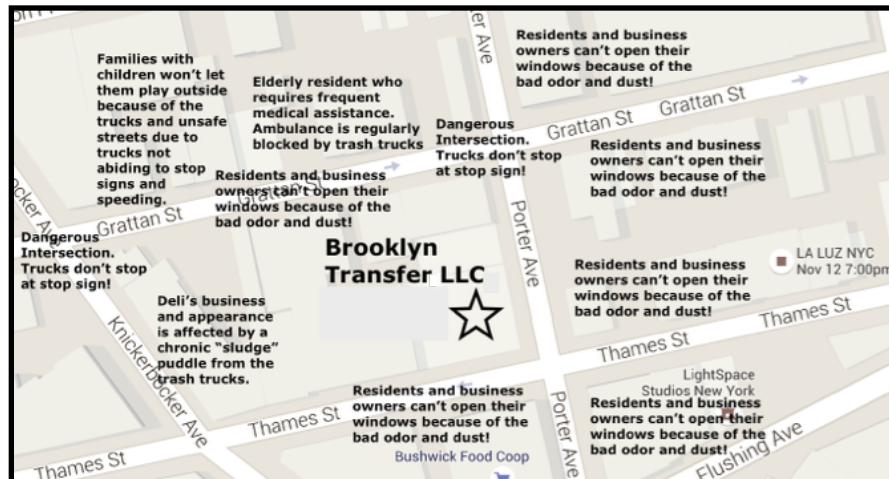 Porter Ave
Residents and business
owners can't open their
windows because of the
bad odor and dust!
Families with
children won't let
them play outside
because of the
trucks and unsafe
streets due to
trucks not
abiding to stop
signs and
speeding.
Elderly resident who
requires frequent
medical assistance.
Ambulance is regularly
blocked by trash trucks
Dangerous
Intersection.
Trucks don't stop
at stop sign!
Grattan St
Grattan St
Residents and business
owners can't open their
windows because of the
bad odor and dust!
Residents and business
owners can't open their
windows because of the
bad odor and dust!
Grattan St
Grattan St
Dangerous
Intersection.
Trucks don't stop
at stop sign!
Brooklyn
Transfer LLC
Porter Ave
LA LUZ NYC
Nov 12 7:00pm
Residents and business
owners can't open their
windows because of the
bad odor and dust!
Deli's business
and appearance
is affected by a
chronic "sludge"
puddle from the
trash trucks.
Knickerbocker Ave
Thames St
Thames St
LightSpace
Studios New York
Residents and business
owners can't open their
windows because of the
bad odor and dust!
Residents and business
owners can't open their
windows because of the
bad odor and dust!
Thames St
Thames St
Porter Ave
Flushing Ave
Bushwick Food Coop